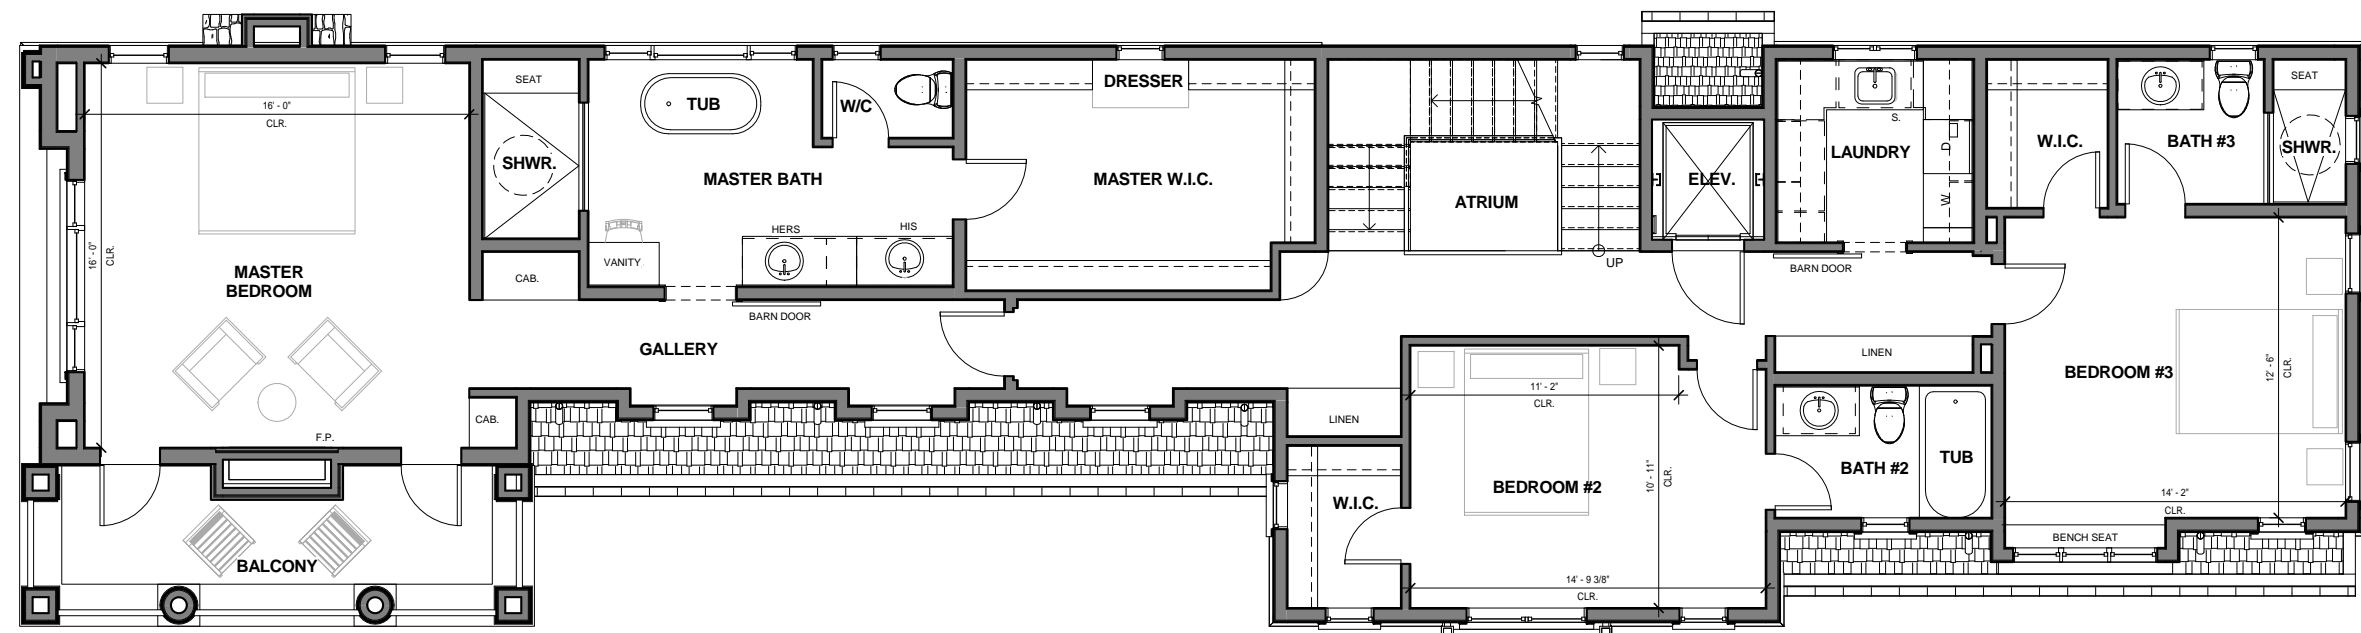 SEAT
16' - 0"
CLR.
TUB
W/C
DRESSER
SHWR.
MASTER BATH
MASTER W.I.C.
HERS
HIS
VANITY
CAB.
16' - 0"
CLR.
MASTER
BEDROOM
BARN DOOR
GALLERY
F.P.
CAB.
BALCONY
ATRIUM
UP
ELEV.
LAUNDRY
S.
D
W
BARN DOOR
W.I.C.
BATH #3
SEAT
SHWR.
LINEN
BEDROOM #3
12' - 6"
CLR.
14' - 2"
CLR.
BENCH SEAT
LINEN
11' - 2"
CLR.
10' - 11"
CLR.
BEDROOM #2
W.I.C.
14' - 9 3/8"
CLR.
BATH #2
TUB